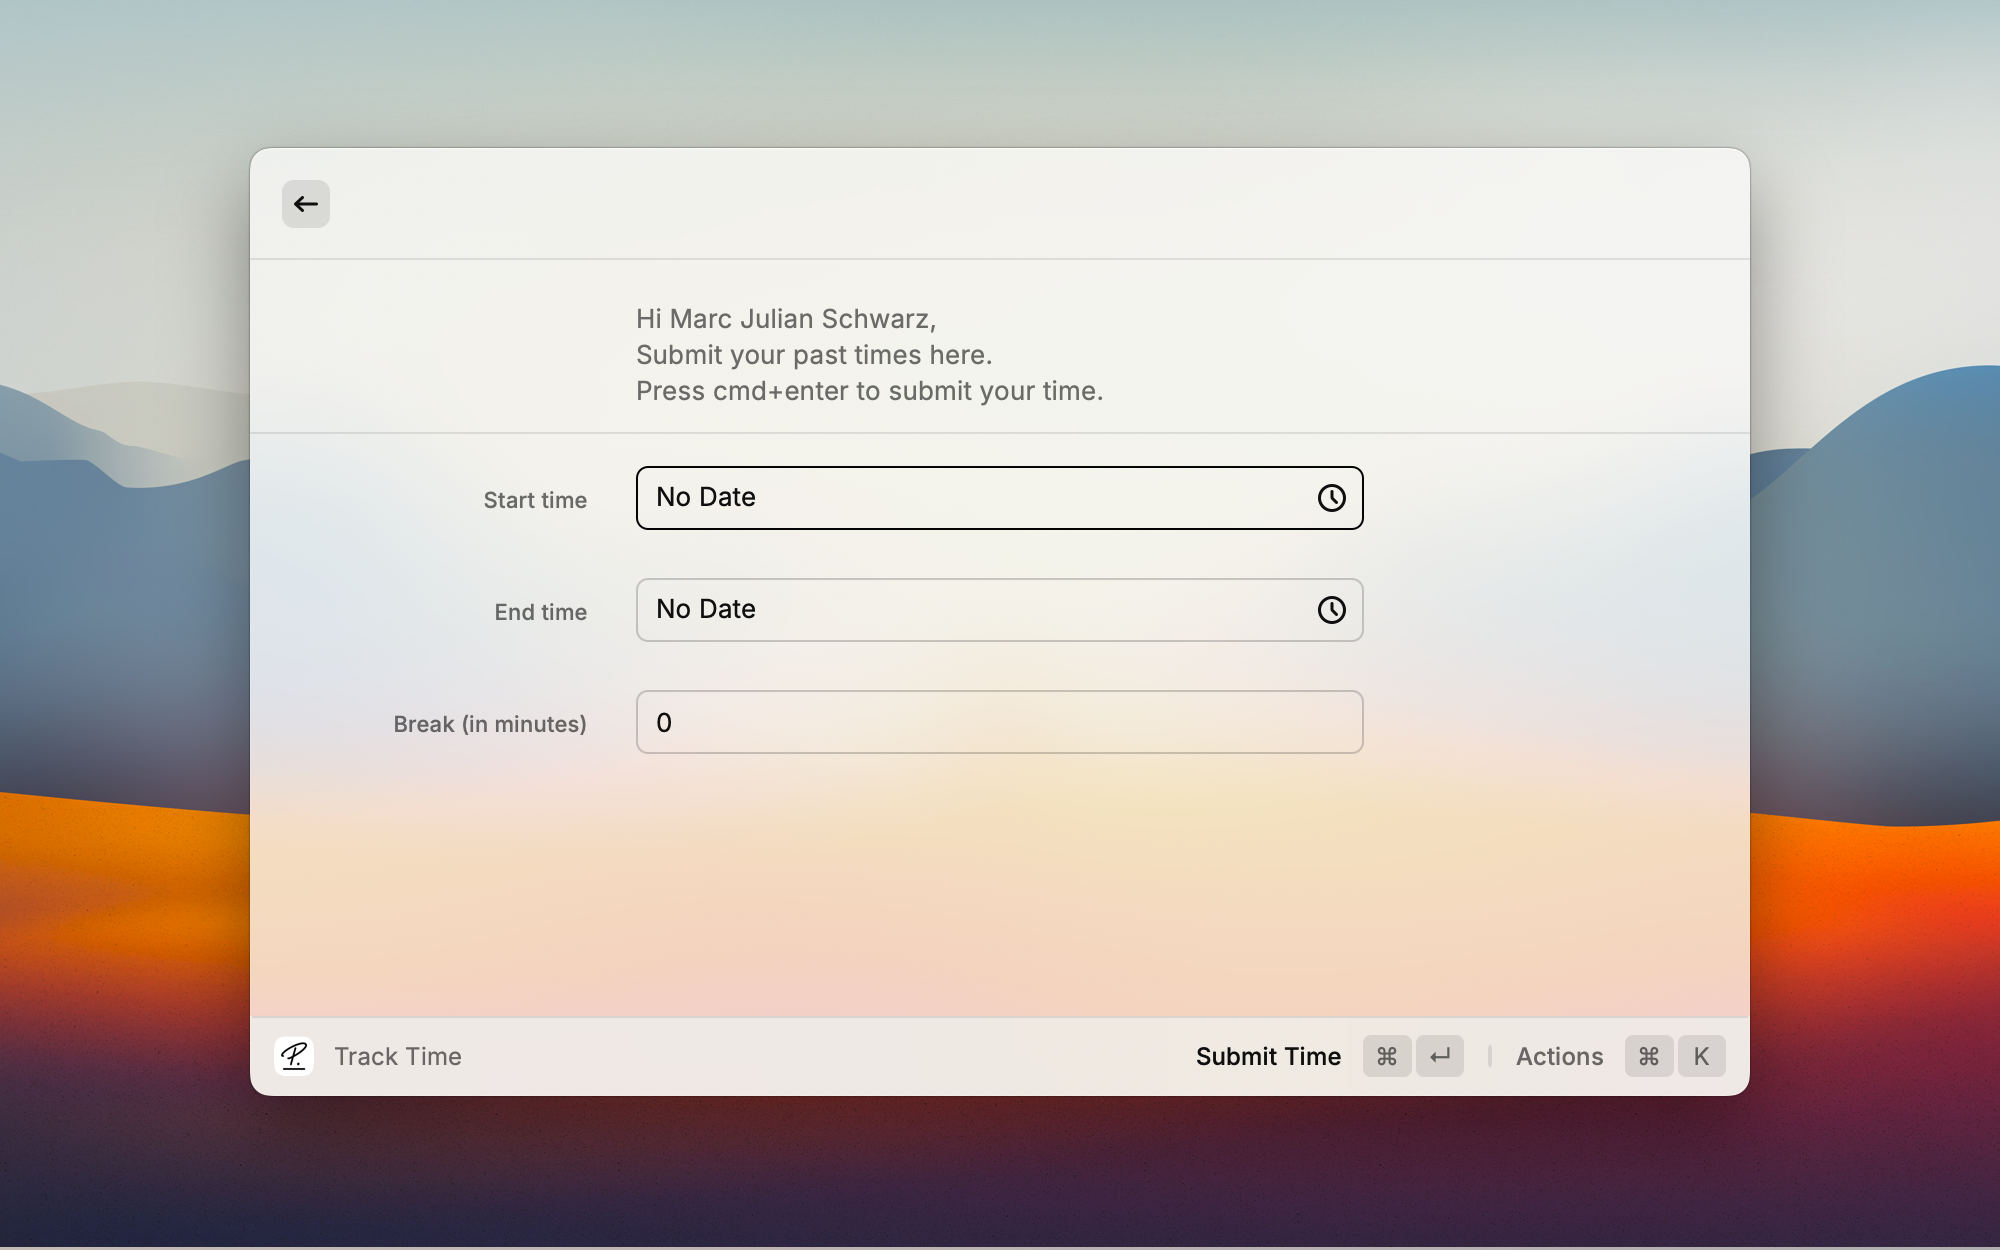 Hi Marc Julian Schwarz,
Submit your past times here.
Press cmd+enter to submit your time.
Start time
No Date
End time
No Date
Break (in minutes)
0
P.
Track Time
Submit Time ⌘ ↵ Actions ⌘ K